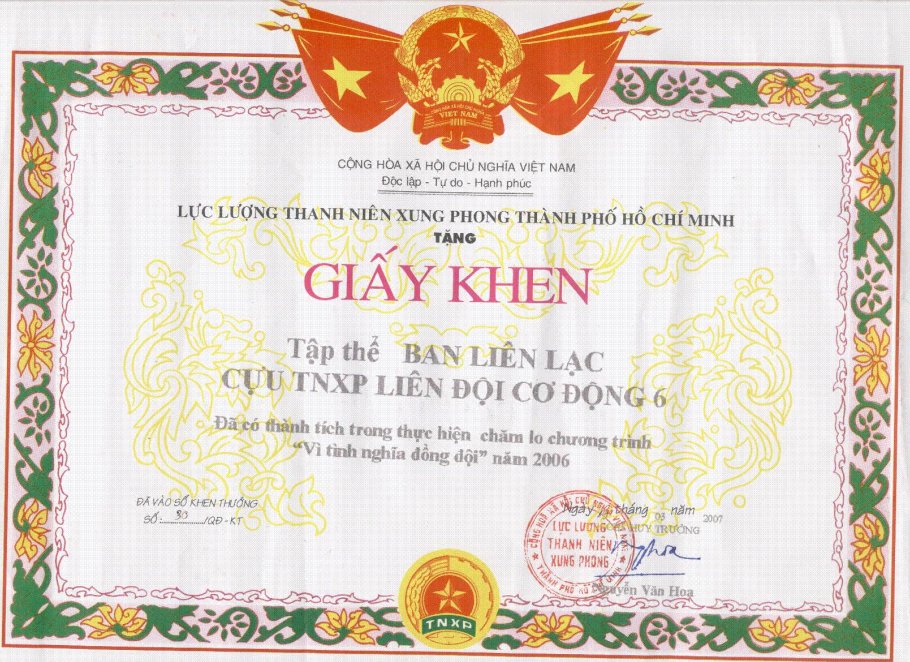 VIỆT NAM
CỘNG HÒA XÃ HỘI CHỦ NGHĨA VIỆT NAM
Độc lập - Tự do - Hạnh phúc
LỰC LƯỢNG THANH NIÊN XUNG PHONG THÀNH PHỐ HỒ CHÍ MINH
TẶNG
GIẤY KHEN
Tập thể BAN LIÊN LẠC
CỰU TNXP LIÊN ĐỘI CƠ ĐỘNG 6
Đã có thành tích trong thực hiện chăm lo chương trình
“Vì tình nghĩa đồng đội” năm 2006
ĐÃ VÀO SỔ KHEN THƯỞNG
SỐ: 30 /QĐ - KT
Ngày tháng 03 năm 2007
CHỈ HUY TRƯỞNG
LỰC LƯỢNG
THANH NIÊN
XUNG PHONG
Nguyễn Văn Hoa
TNXP